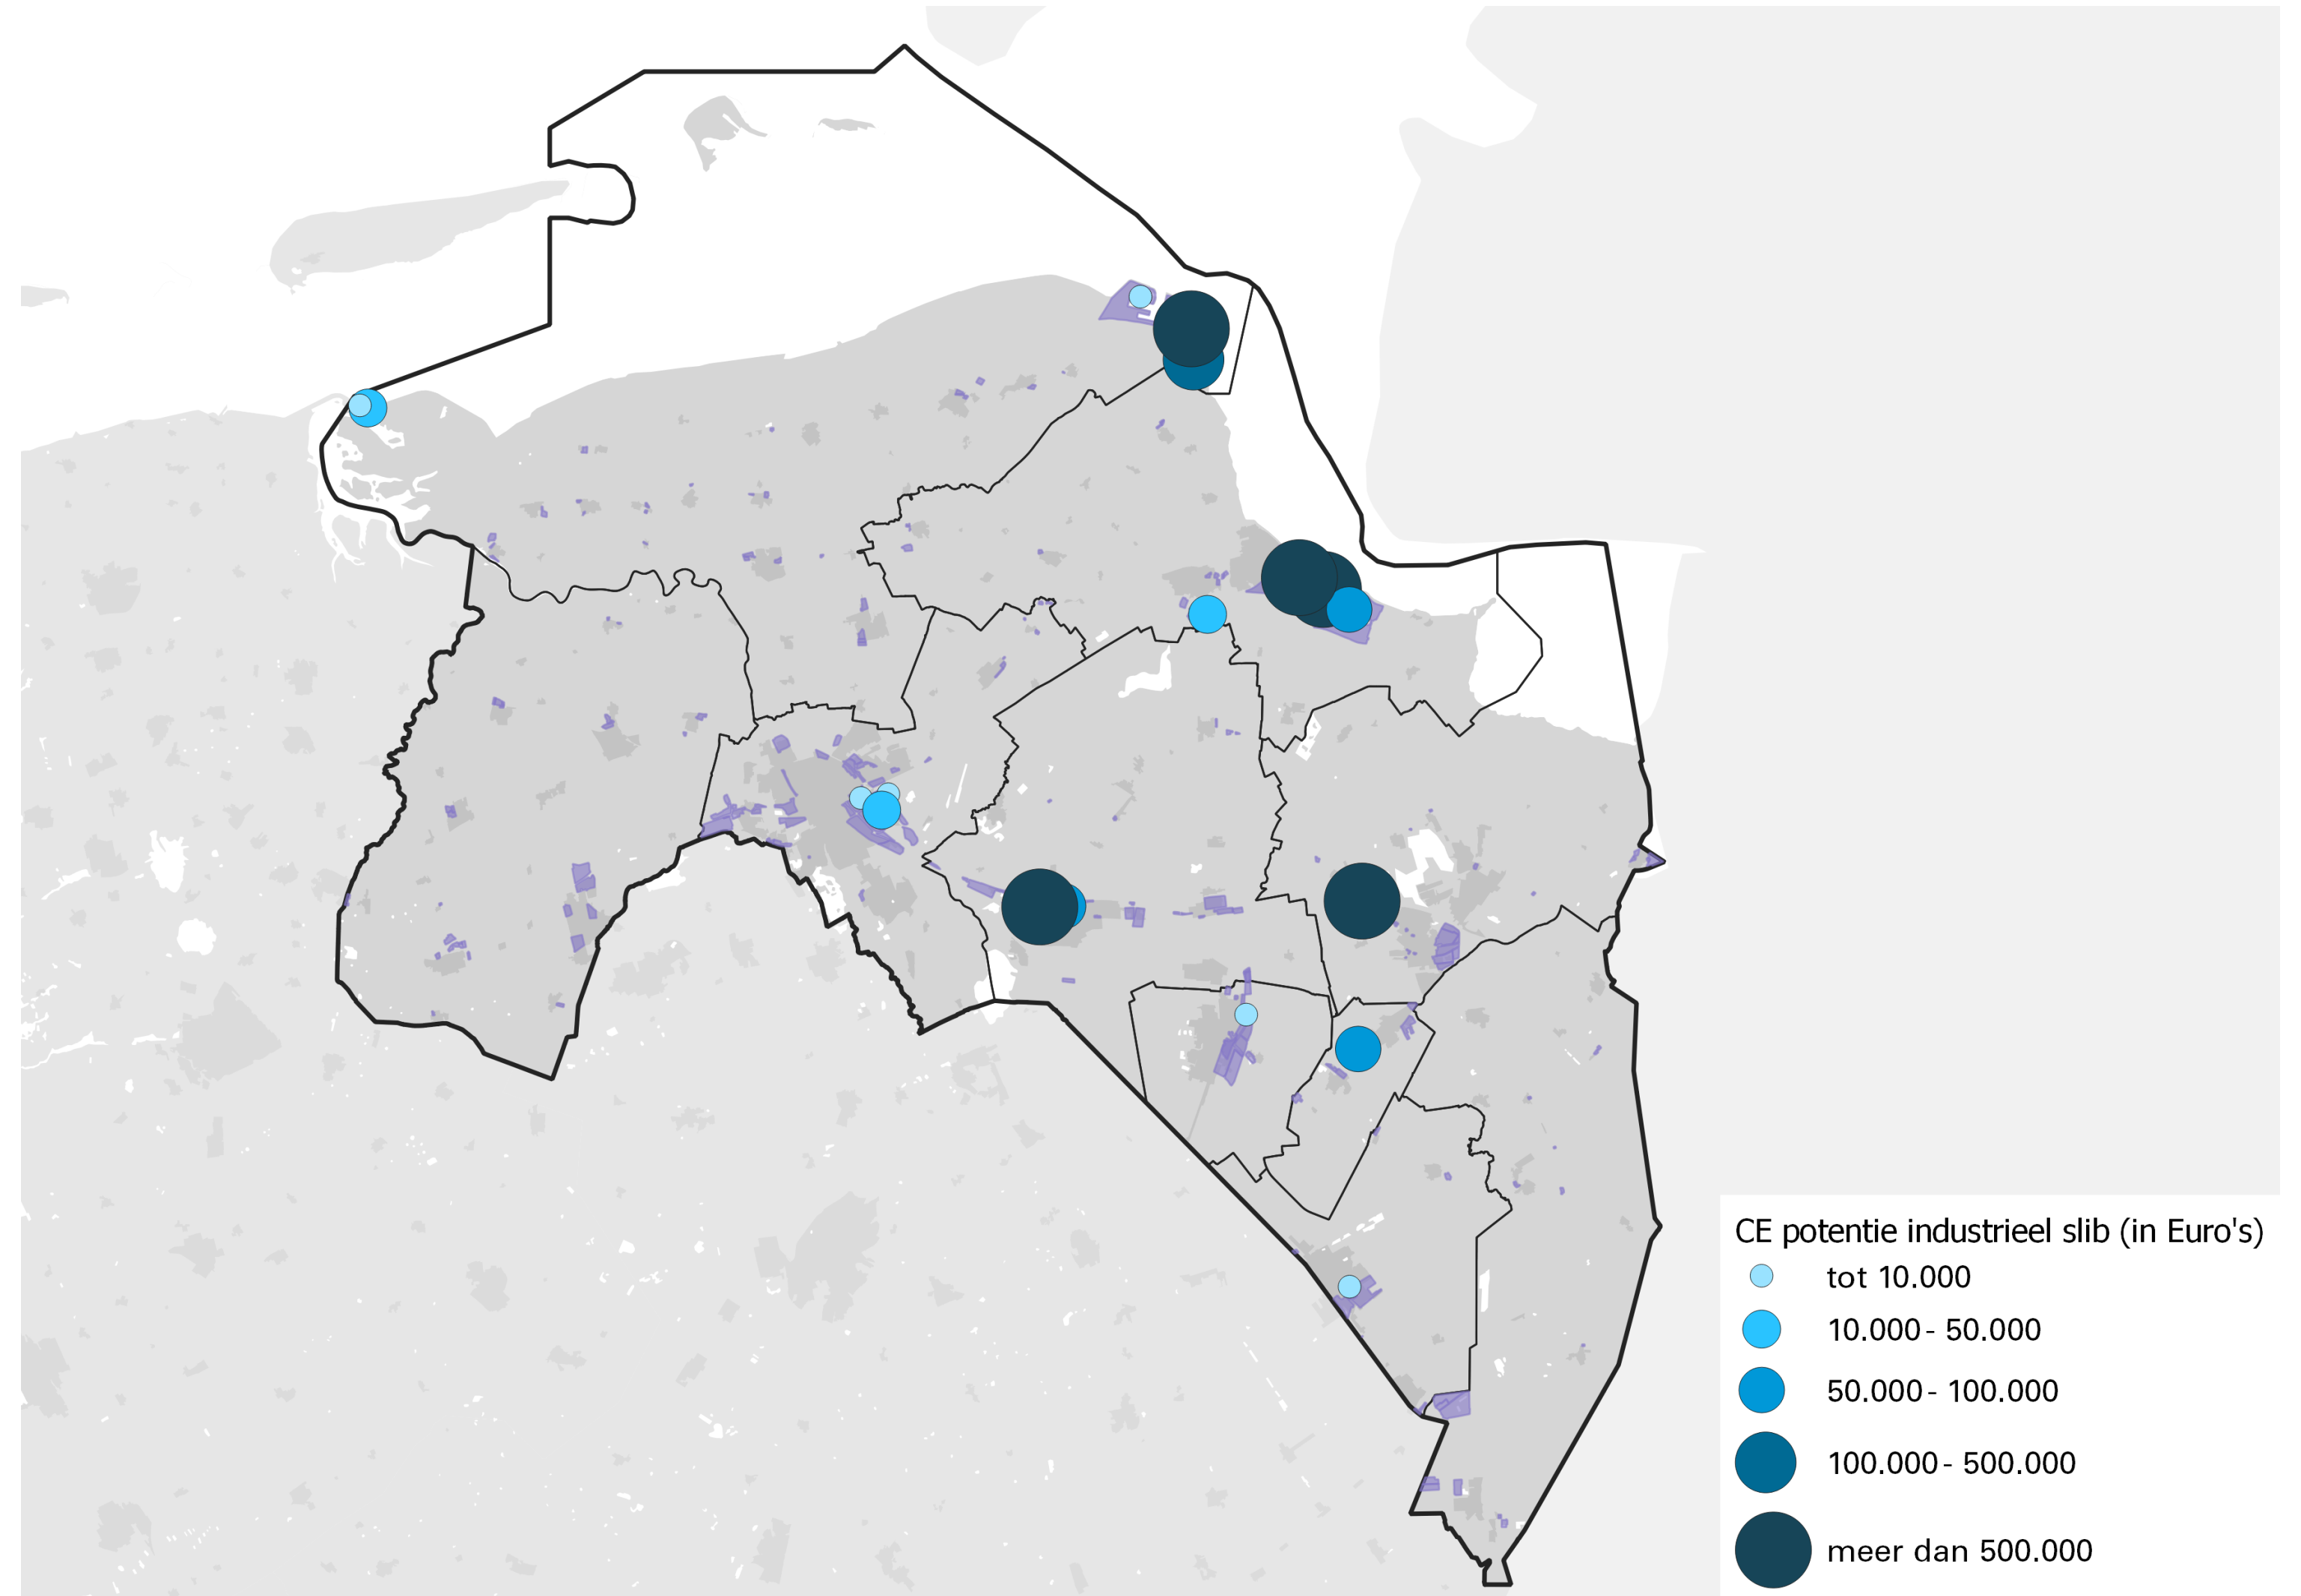 CE potentie industrieel slib (in Euro's)
tot 10.000
10.000 - 50.000
50.000 - 100.000
100.000 - 500.000
meer dan 500.000